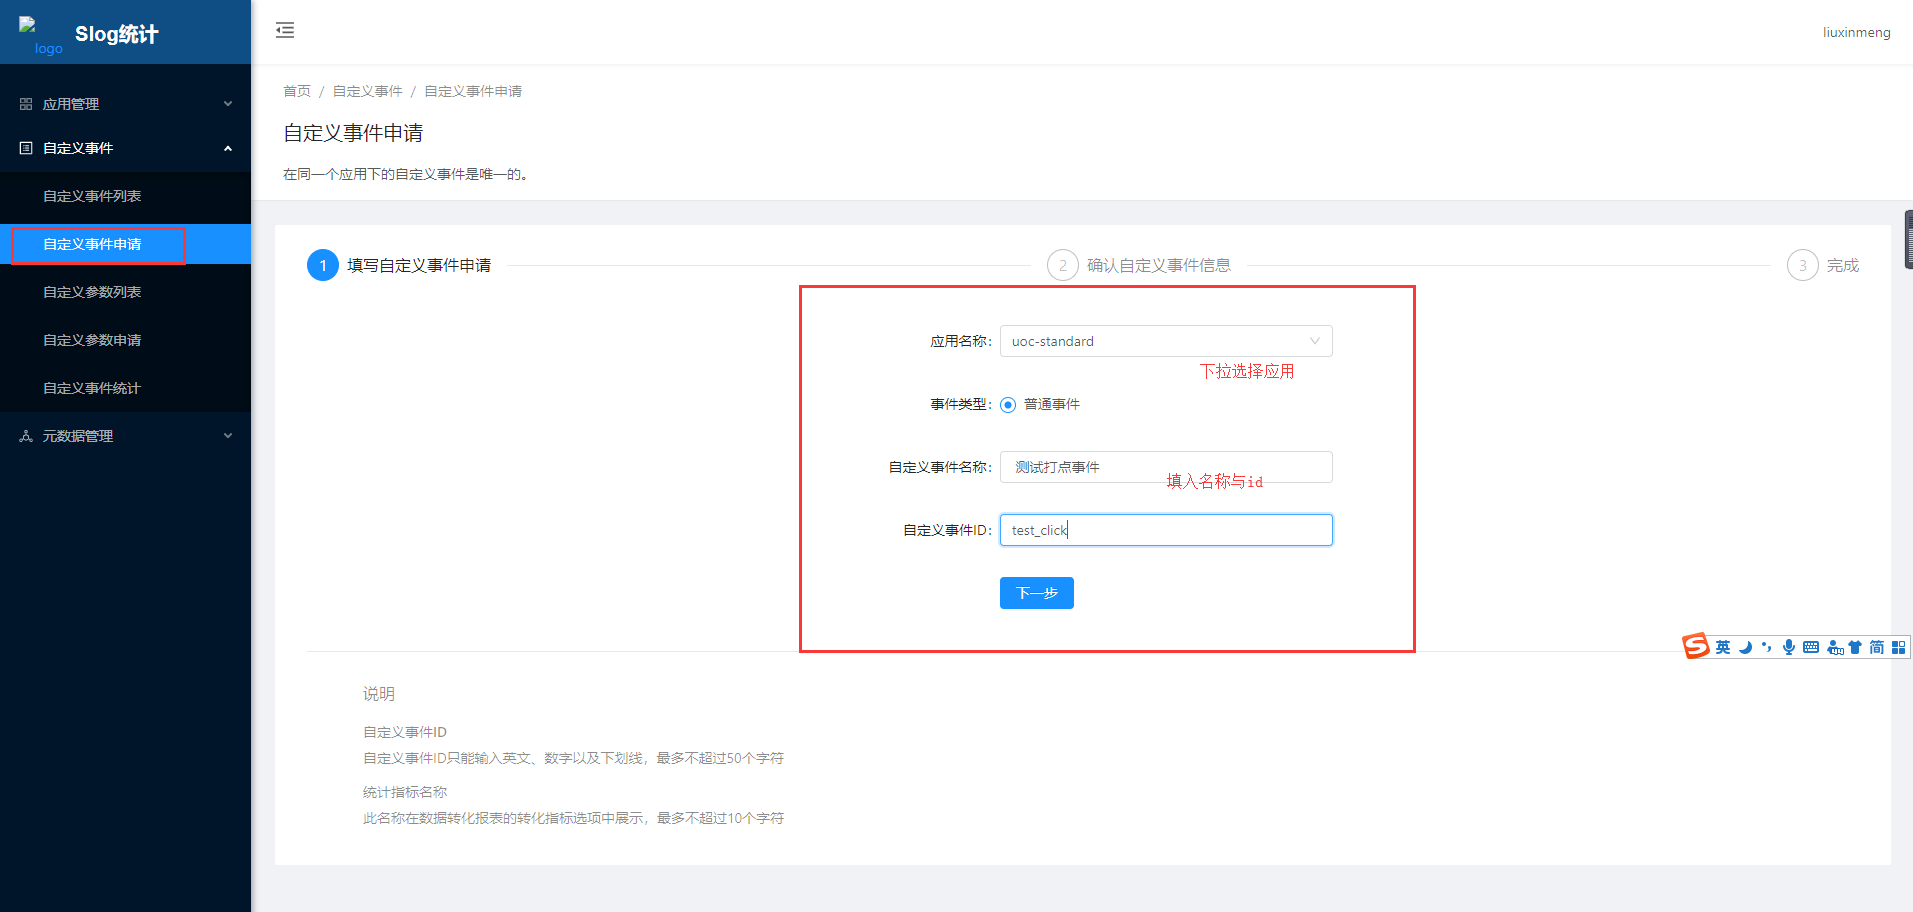 logo
Slog统计
liuxinmeng
应用管理
自定义事件
自定义事件列表
自定义事件申请
自定义参数列表
自定义参数申请
自定义事件统计
元数据管理
首页 / 自定义事件 / 自定义事件申请
自定义事件申请
在同一个应用下的自定义事件是唯一的。
1 填写自定义事件申请
2 确认自定义事件信息
3 完成
应用名称: uoc-standard
下拉选择应用
事件类型: 普通事件
自定义事件名称: 测试打点事件
填入名称与id
自定义事件ID: test_click
下一步
S英 简
说明
自定义事件ID
自定义事件ID只能输入英文、数字以及下划线，最多不超过50个字符
统计指标名称
此名称在数据转化报表的转化指标选项中展示，最多不超过10个字符